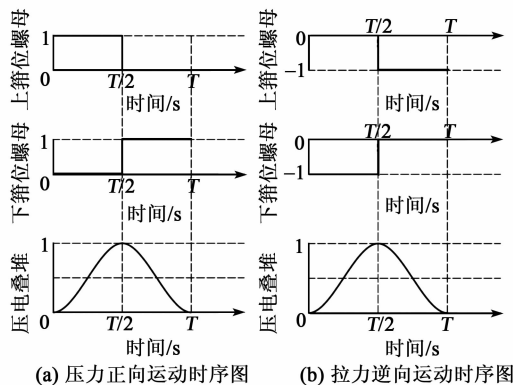 上箝位螺母
1
0
T/2
T
时间/s
下箝位螺母
1
0
T/2
T
时间/s
压电叠堆
1
0
T/2
T
时间/s
(a) 压力正向运动时序图
上箝位螺母
0
-1
T/2
T
时间/s
下箝位螺母
0
-1
T/2
T
时间/s
压电叠堆
1
0
T/2
T
时间/s
(b) 拉力逆向运动时序图